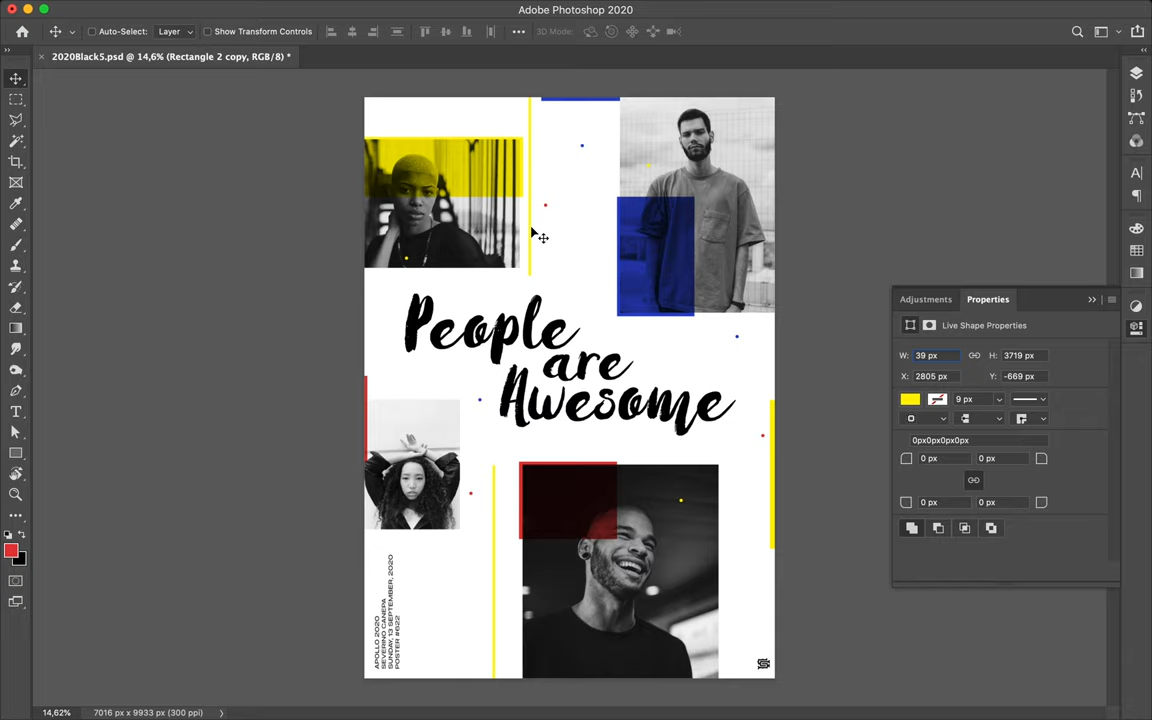 Adobe Photoshop 2020
Auto-Select: Layer Show Transform Controls 3D Mode:
2020Black5.psd @ 14,6% (Rectangle 2 copy, RGB/8) *
People
are
Awesome
APOLLO 2020
SEVERINO CANEPA
SUNDAY, 13 SEPTEMBER, 2020
POSTER #622
Adjustments Properties
Live Shape Properties
W: 39 px H: 3719 px
X: 2805 px Y: -669 px
9 px
0px0px0px0px
0 px 0 px
0 px 0 px
14,62% 7016 px x 9933 px (300 ppi)